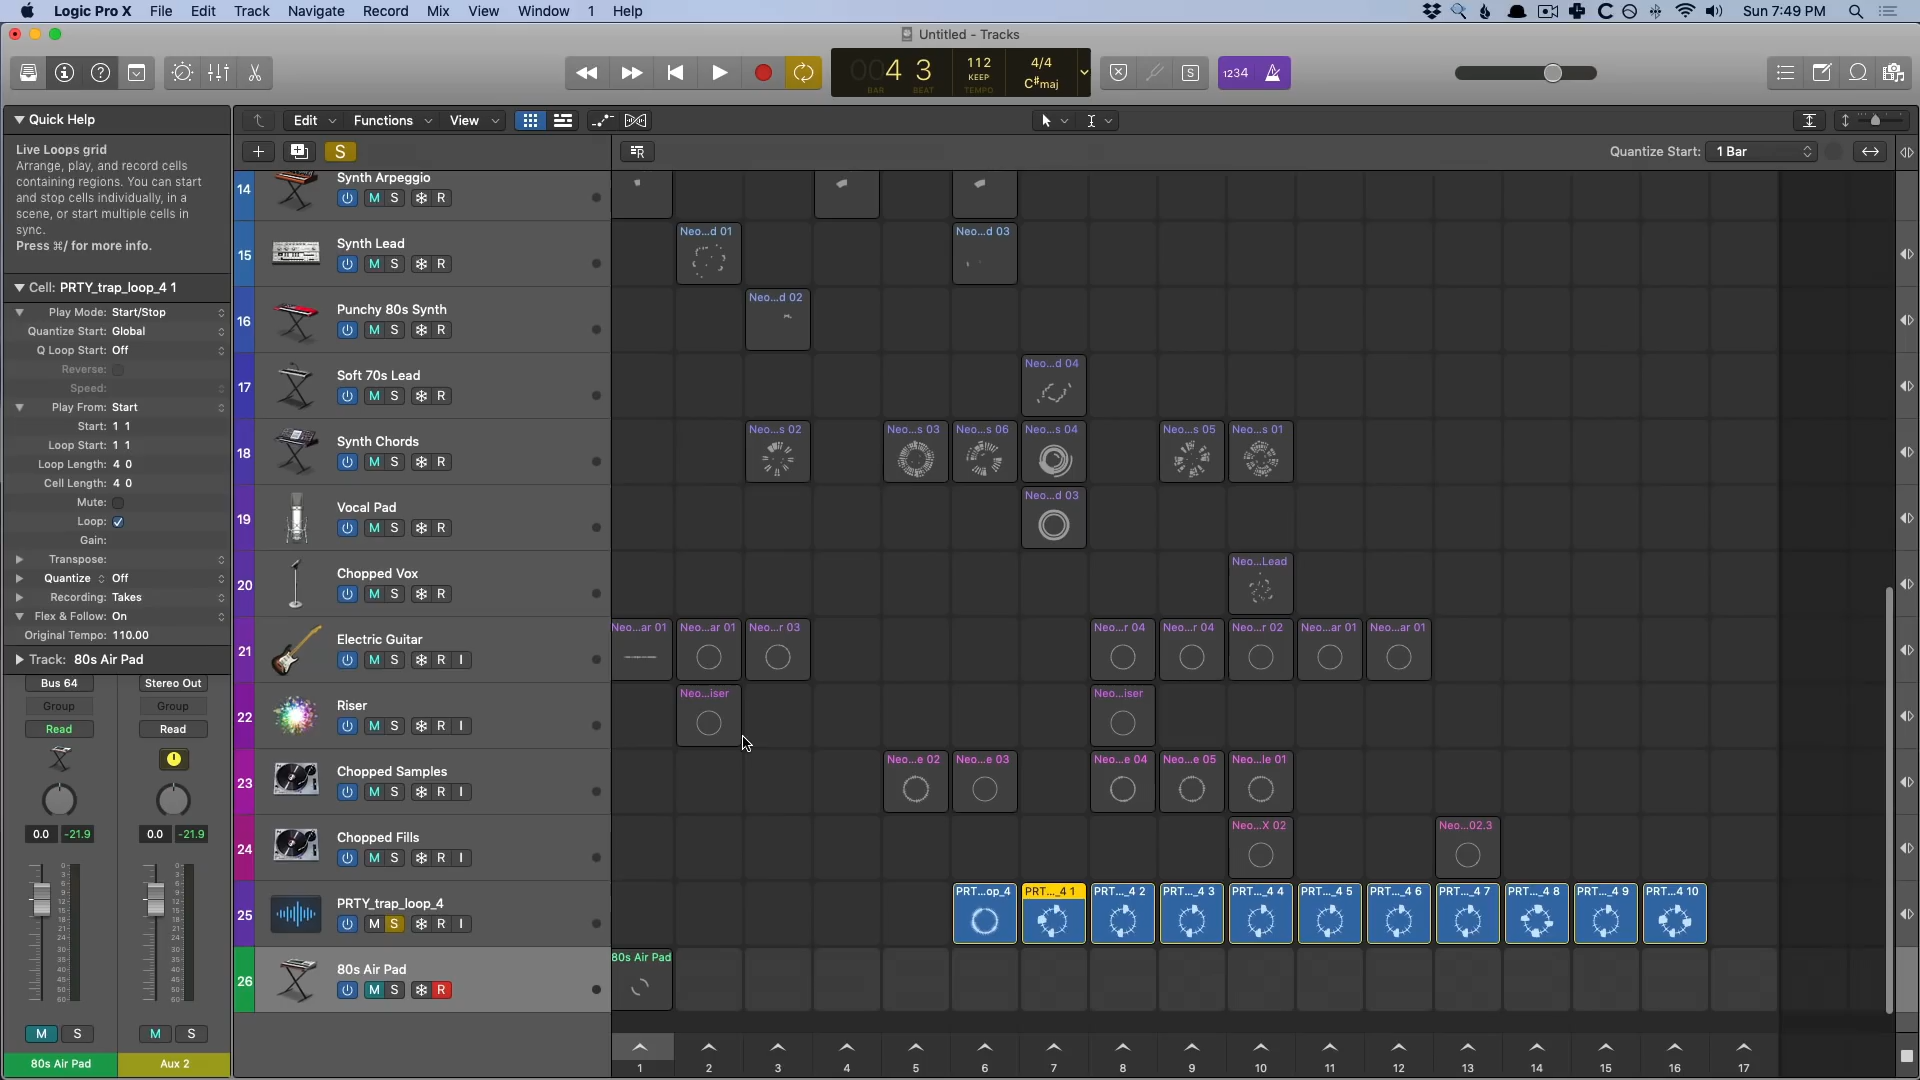 Logic Pro X File Edit Track Navigate Record Mix View Window 1 Help
Sun 7:49 PM
Untitled - Tracks
004 3
BAR BEAT
112
KEEP
TEMPO
4/4
C#maj
S
1234
Quick Help
Live Loops grid
Arrange, play, and record cells
containing regions. You can start
and stop cells individually, in a
scene, or start multiple cells in
sync.
Press ⌘/ for more info.
Cell: PRTY_trap_loop_4 1
Play Mode: Start/Stop
Quantize Start: Global
Q Loop Start: Off
Reverse:
Speed:
Play From: Start
Start: 1 1
Loop Start: 1 1
Loop Length: 4 0
Cell Length: 4 0
Mute:
Loop:
Gain:
Transpose:
Quantize Off
Recording: Takes
Flex & Follow: On
Original Tempo: 110.00
Track: 80s Air Pad
Bus 64 Stereo Out
Group Group
Read Read
0.0 -21.9 0.0 -21.9
M S M S
80s Air Pad Aux 2
Edit Functions View
S
Quantize Start: 1 Bar
14 Synth Arpeggio
M S R
15 Synth Lead
M S R
Neo...d 01 Neo...d 03
16 Punchy 80s Synth
M S R
Neo...d 02
17 Soft 70s Lead
M S R
Neo...d 04
18 Synth Chords
M S R
Neo...s 02 Neo...s 03 Neo...s 06 Neo...s 04 Neo...s 05 Neo...s 01
19 Vocal Pad
M S R
Neo...d 03
20 Chopped Vox
M S R
Neo...Lead
21 Electric Guitar
M S R I
Neo...ar 01 Neo...ar 01 Neo...r 03 Neo...r 04 Neo...r 04 Neo...r 02 Neo...ar 01 Neo...ar 01
22 Riser
M S R I
Neo...iser Neo...iser
23 Chopped Samples
M S R I
Neo...e 02 Neo...e 03 Neo...e 04 Neo...e 05 Neo...le 01
24 Chopped Fills
M S R I
Neo...X 02 Neo...02.3
25 PRTY_trap_loop_4
M S R I
PRT...op_4 PRT..._4 1 PRT..._4 2 PRT..._4 3 PRT..._4 4 PRT..._4 5 PRT..._4 6 PRT..._4 7 PRT..._4 8 PRT..._4 9 PRT...4 10
26 80s Air Pad
M S R
80s Air Pad
1 2 3 4 5 6 7 8 9 10 11 12 13 14 15 16 17